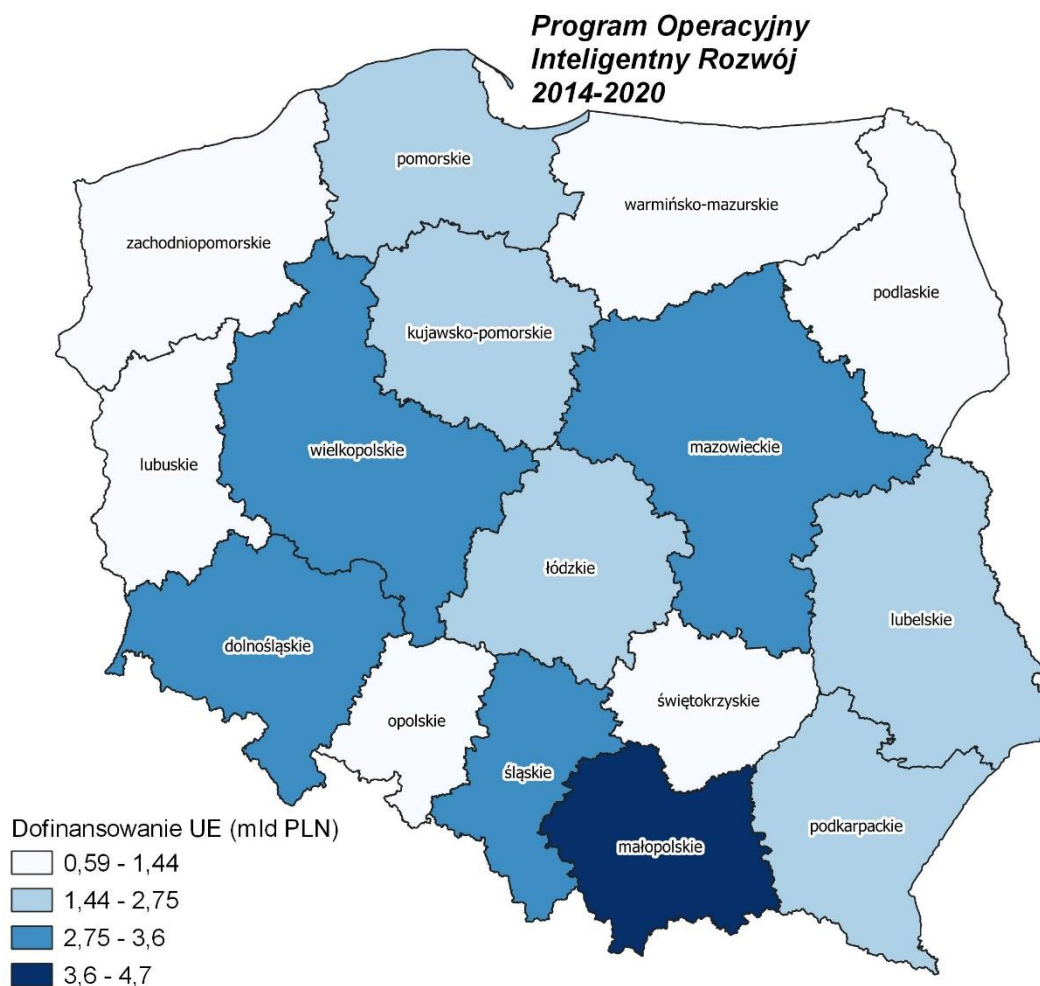 Program Operacyjny
Inteligentny Rozwój
2014-2020
pomorskie
warmińsko-mazurskie
zachodniopomorskie
podlaskie
kujawsko-pomorskie
wielkopolskie
mazowieckie
lubuskie
łódzkie
lubelskie
dolnośląskie
świętokrzyskie
opolskie
śląskie
podkarpackie
małopolskie
Dofinansowanie UE (mld PLN)
0,59 - 1,44
1,44 - 2,75
2,75 - 3,6
3,6 - 4,7